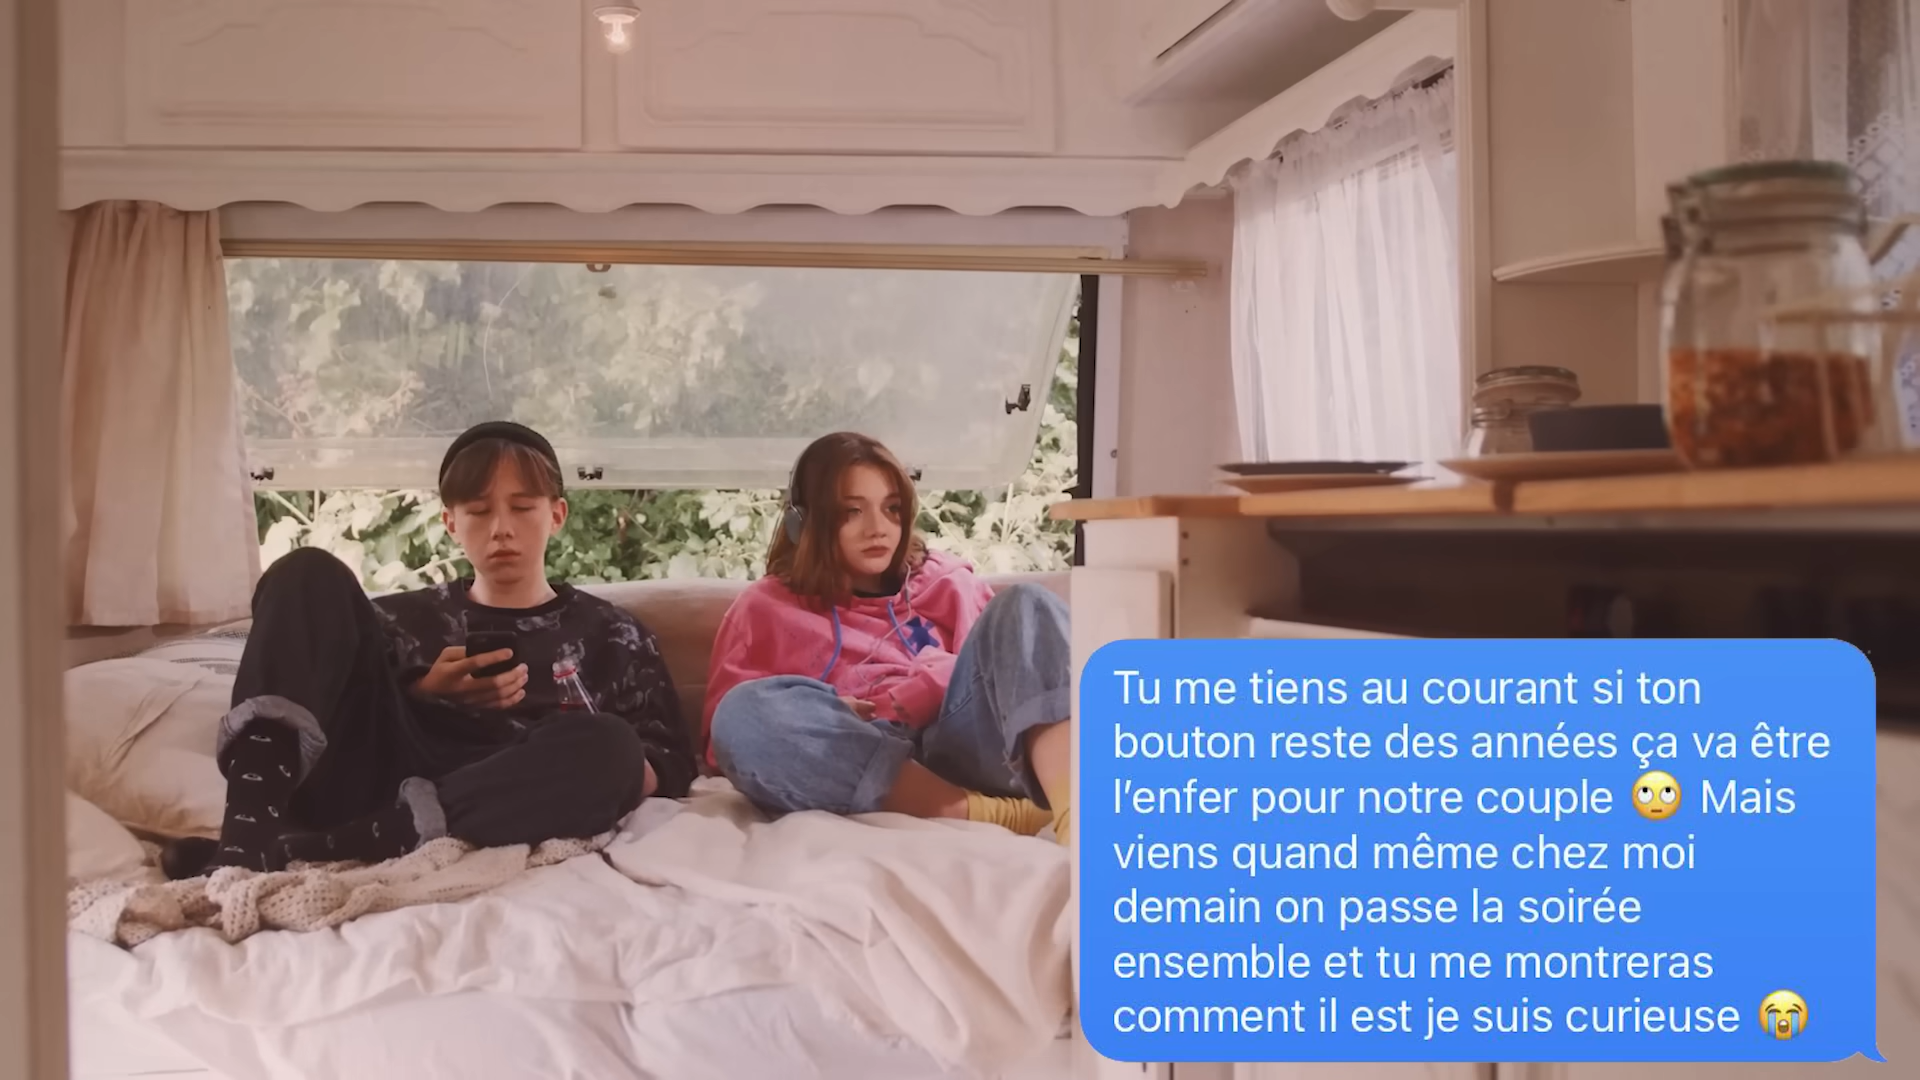 Tu me tiens au courant si ton
bouton reste des années ça va être
l’enfer pour notre couple 🙄 Mais
viens quand même chez moi
demain on passe la soirée
ensemble et tu me montreras
comment il est je suis curieuse 😭